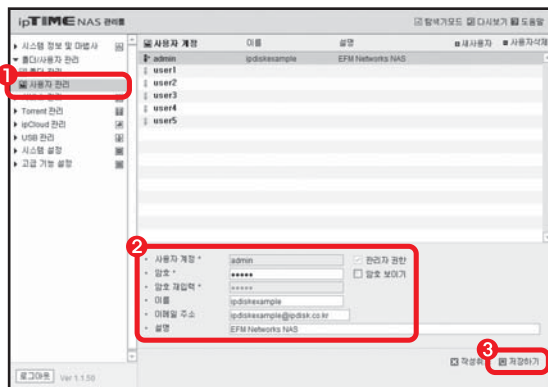 ipTIME NAS 관리툴
탐색기모드 다시보기 도움말
시스템 정보 및 마법사
폴더/사용자 관리
폴더 관리
사용자 관리
Torrent 관리
ipCloud 관리
USB 관리
시스템 설정
고급 기능 설정
로그아웃 Ver 1.1.50
사용자 계정 이름 설명 새사용자 사용자삭제
admin ipdiskexample EFM Networks NAS
user1
user2
user3
user4
user5
1
2
사용자 계정 * admin 관리자 권한
암호 * ●●●●● 암호 보이기
암호 재입력 * ●●●●●
이름 ipdiskexample
이메일 주소 ipdiskexample@ipdisk.co.kr
설명 EFM Networks NAS
3
작성취 저장하기